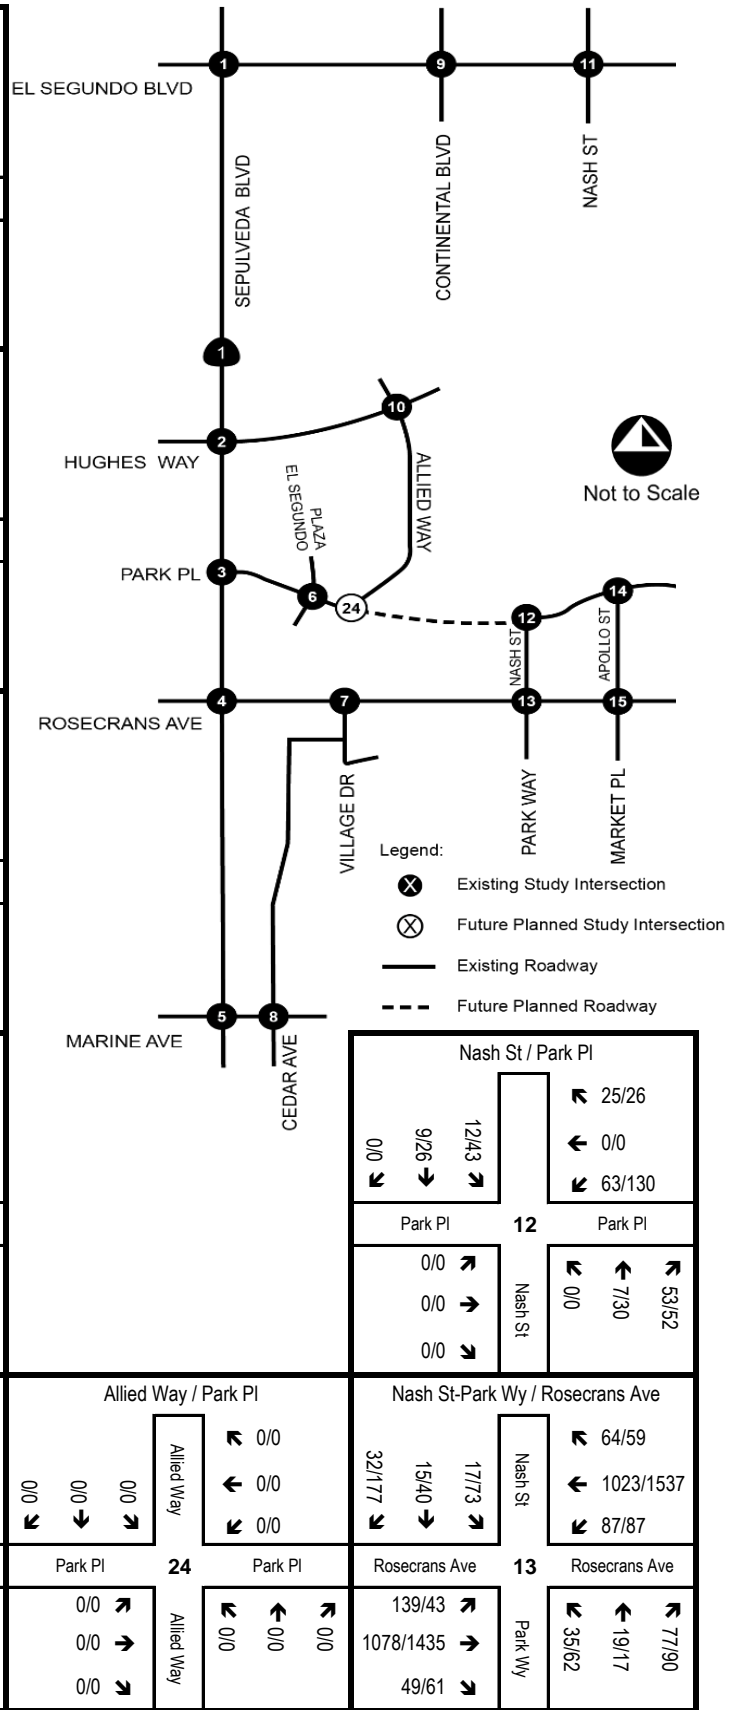 1
9
11
EL SEGUNDO BLVD
SEPULVEDA BLVD
CONTINENTAL BLVD
NASH ST
1
10
2
HUGHES WAY
ALLIED WAY
Not to Scale
PLAZA
EL SEGUNDO
PARK PL
3
6
24
12
14
NASH ST
APOLLO ST
4
7
13
15
ROSECRANS AVE
VILLAGE DR
PARK WAY
MARKET PL
Legend:
X Existing Study Intersection
X Future Planned Study Intersection
Existing Roadway
Future Planned Roadway
5
8
MARINE AVE
CEDAR AVE
Nash St / Park Pl
0/0
9/26
12/43
25/26
0/0
63/130
Park Pl
12
Park Pl
0/0
0/0
0/0
Nash St
0/0
7/30
53/52
Allied Way / Park Pl
0/0
0/0
0/0
Allied Way
0/0
0/0
0/0
Park Pl
24
Park Pl
0/0
0/0
0/0
Allied Way
0/0
0/0
0/0
Nash St-Park Wy / Rosecrans Ave
32/177
15/40
17/73
Nash St
64/59
1023/1537
87/87
Rosecrans Ave
13
Rosecrans Ave
139/43
1078/1435
49/61
Park Wy
35/62
19/17
77/90